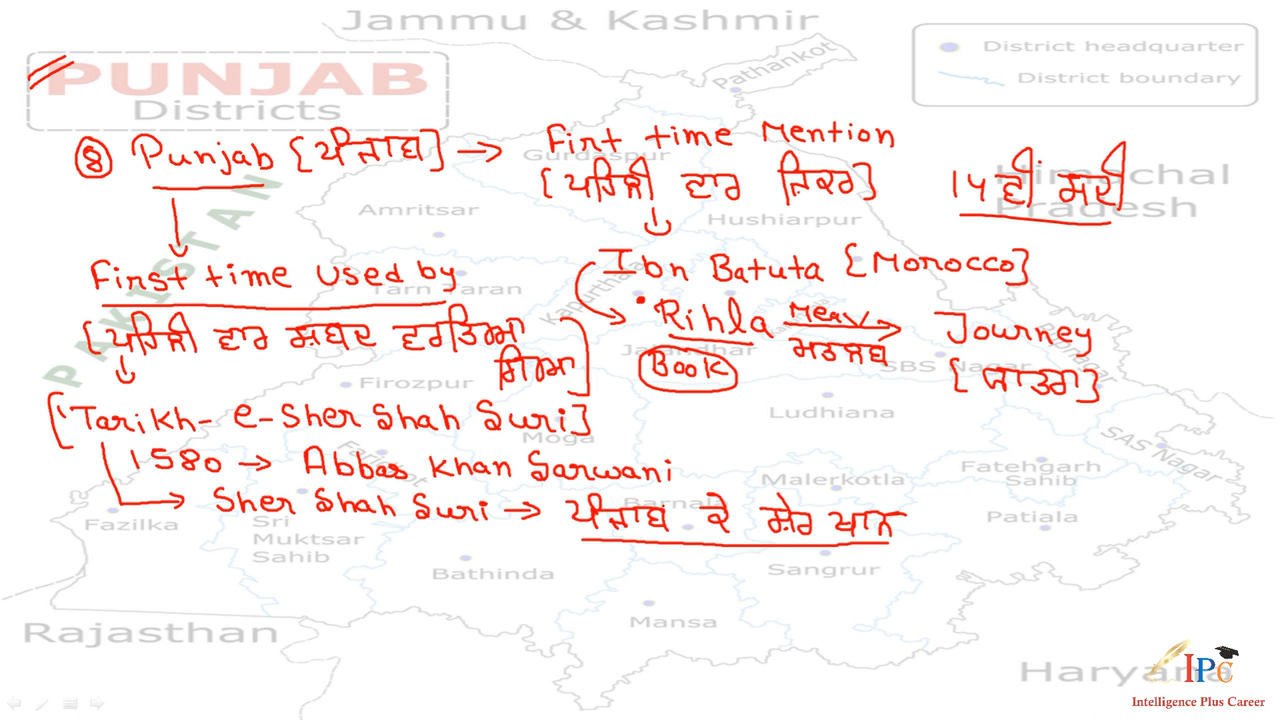 Jammu & Kashmir
PUNJAB
Districts
District headquarter
District boundary
Pathankot
⑧ Punjab [ਪੰਜਾਬ] → First time Mention
[ਪਹਿਲੀ ਵਾਰ ਜ਼ਿਕਰ]
14ਵੀਂ ਸਦੀ
Gurdaspur
Himachal
Pradesh
Amritsar
Hushiarpur
PAKISTAN
First time used by
Ibn Batuta [Morocco]
Tarn Taran
Kapurthala
Rihla Mean → Journey
ਮਤਲਬ
[ਯਾਤਰਾ]
Book
[ਪਹਿਲੀ ਵਾਰ ਸ਼ਬਦ ਵਰਤਿਆ
ਗਿਆ]
Jalandhar
SBS Nagar
Firozpur
Ludhiana
['Tarikh-e-Sher Shah Suri]
Moga
SAS Nagar
1580 → Abbas Khan Sarwani
Fatehgarh
Sahib
Malerkotla
Sher Shah Suri → ਪੰਜਾਬ ਕੇ ਸ਼ੇਰ ਖਾਨ
Barnala
Patiala
Fazilka
Sri
Muktsar
Sahib
Bathinda
Sangrur
Mansa
Rajasthan
Haryana
IPC
Intelligence Plus Career